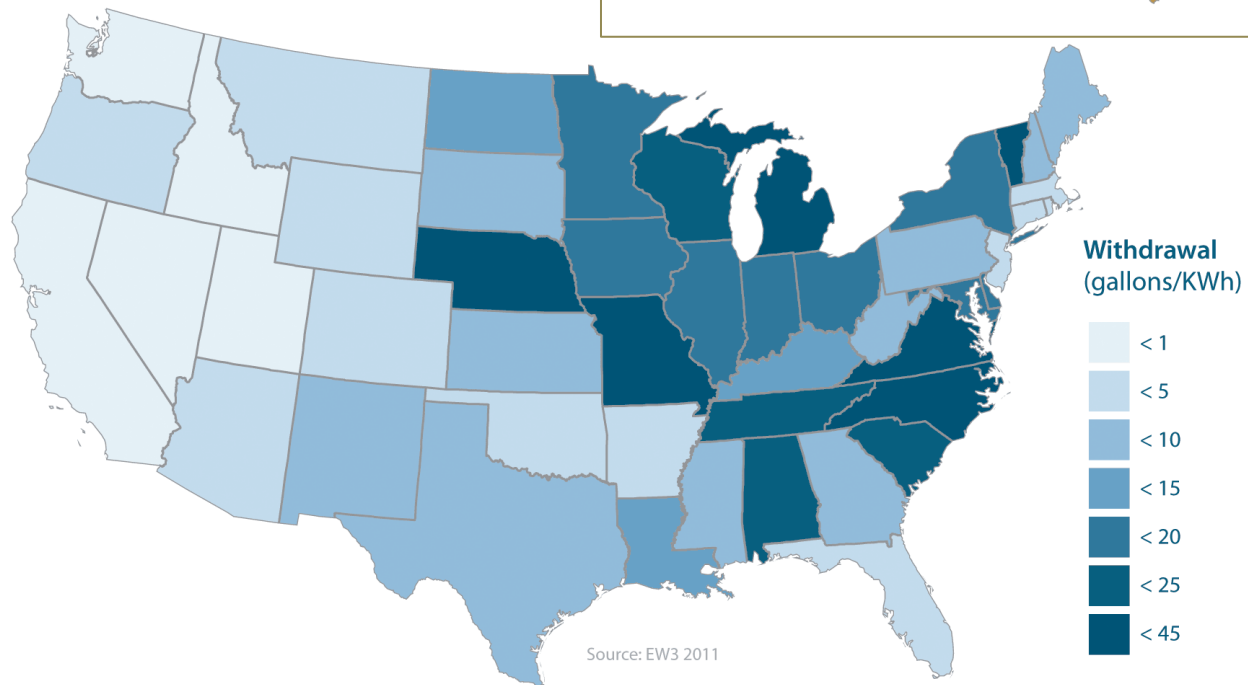 Withdrawal
(gallons/KWh)
< 1
< 5
< 10
< 15
< 20
< 25
< 45
Source: EW3 2011